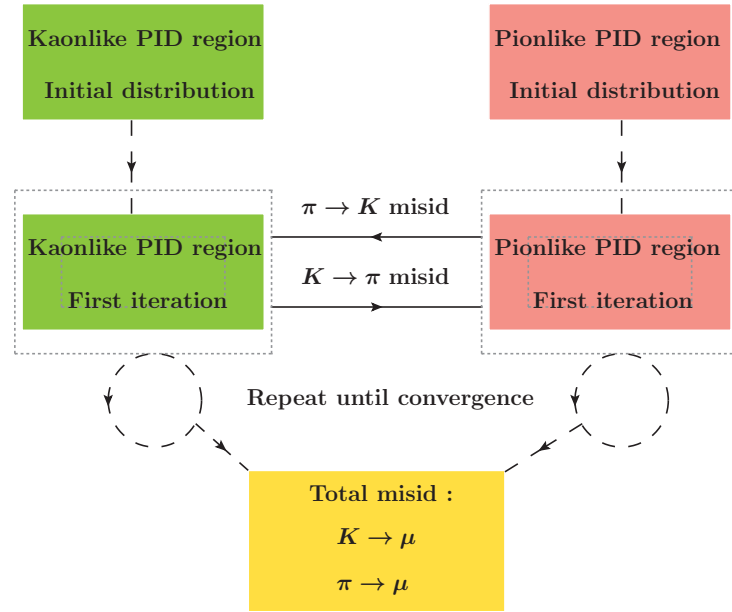 Kaonlike PID region
Initial distribution
Pionlike PID region
Initial distribution
π → K misid
Kaonlike PID region
First iteration
Pionlike PID region
First iteration
K → π misid
Repeat until convergence
Total misid :
K → μ
π → μ